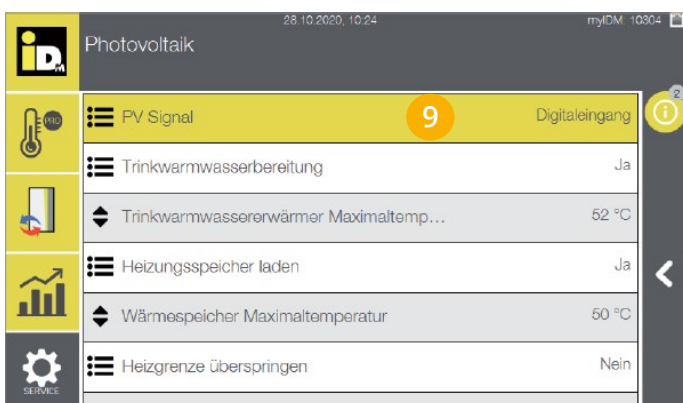 28.10.2020, 10:24 myIDM: 10304
iDM
Photovoltaik
2
PV Signal 9 Digitaleingang
PRO
Trinkwarmwasserbereitung Ja
Trinkwarmwassererwärmer Maximaltemp... 52 °C
Heizungsspeicher laden Ja
Wärmespeicher Maximaltemperatur 50 °C
Heizgrenze überspringen Nein
SERVICE